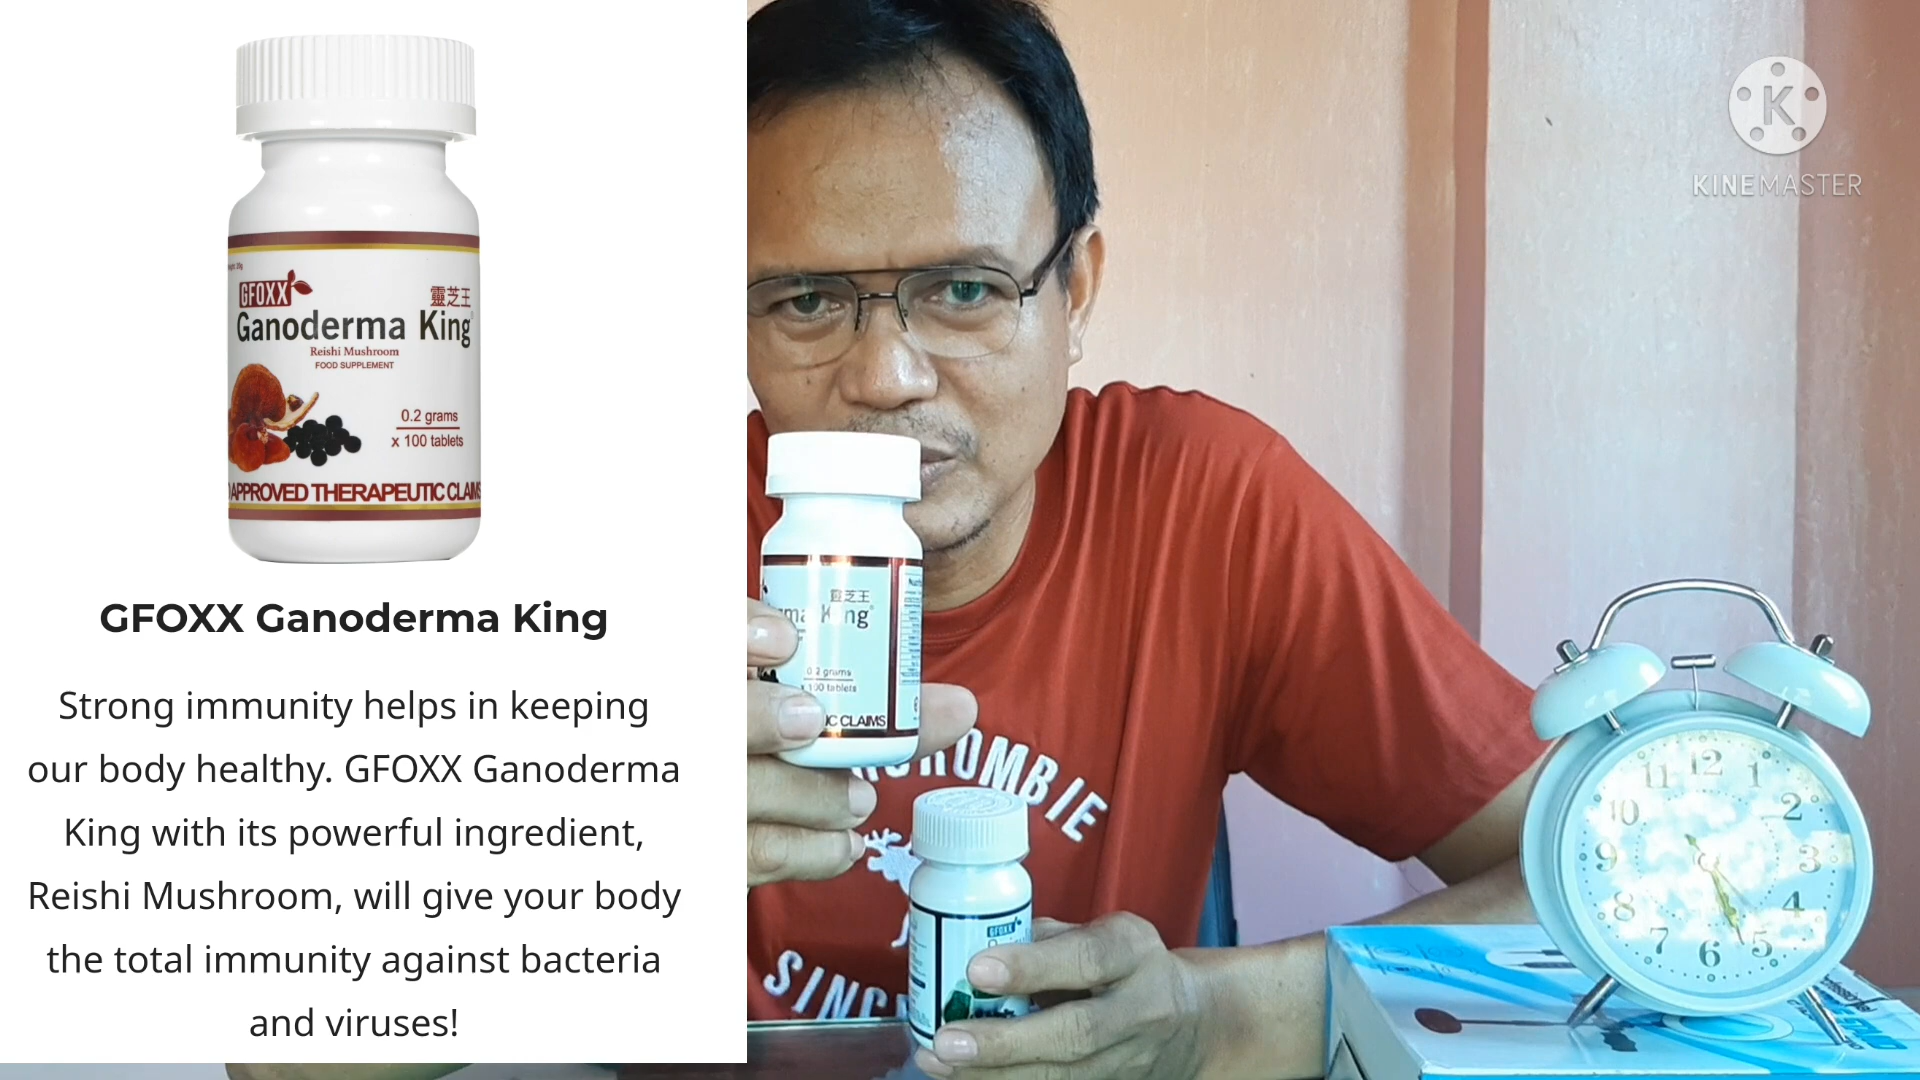 GFOXX
靈芝王
Ganoderma King
Reishi Mushroom
FOOD SUPPLEMENT
0.2 grams
x 100 tablets
APPROVED THERAPEUTIC CLAIMS
GFOXX Ganoderma King
Strong immunity helps in keeping
our body healthy. GFOXX Ganoderma
King with its powerful ingredient,
Reishi Mushroom, will give your body
the total immunity against bacteria
and viruses!
K
KINEMASTER
靈芝王
King
0.2 grams
x 100 tablets
CLAIMS
GFOXX
12
1
2
3
4
5
6
7
8
9
10
11